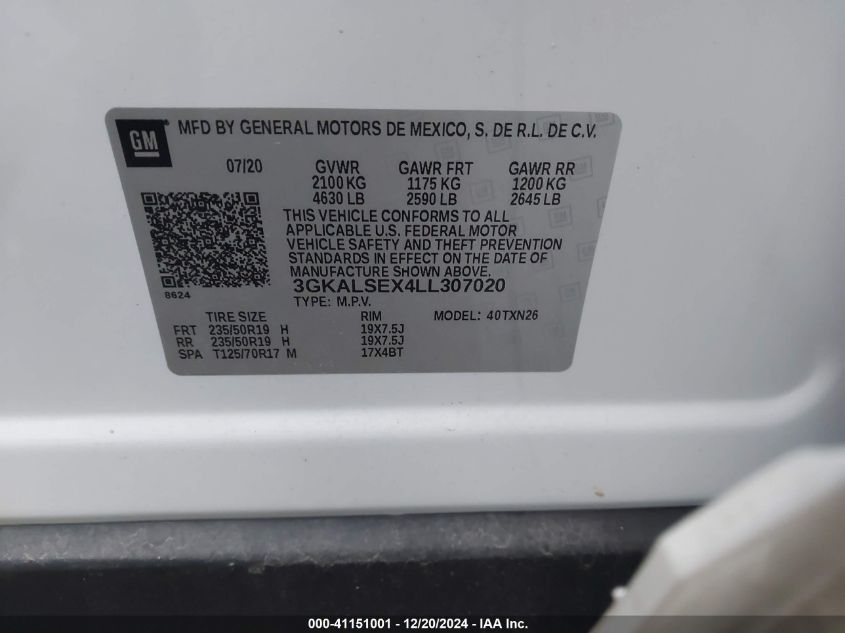 GM MFD BY GENERAL MOTORS DE MEXICO, S. DE R.L. DE C.V.
07/20 GVWR GAWR FRT GAWR RR
2100 KG 1175 KG 1200 KG
4630 LB 2590 LB 2645 LB
THIS VEHICLE CONFORMS TO ALL
APPLICABLE U.S. FEDERAL MOTOR
VEHICLE SAFETY AND THEFT PREVENTION
STANDARDS IN EFFECT ON THE DATE OF
MANUFACTURE SHOWN ABOVE.
3GKALSEX4LL307020
8624
TYPE: M.P.V.
TIRE SIZE RIM MODEL: 40TXN26
FRT 235/50R19 H 19X7.5J
RR 235/50R19 H 19X7.5J
SPA T125/70R17 M 17X4BT
000-41151001 - 12/20/2024 - IAA Inc.